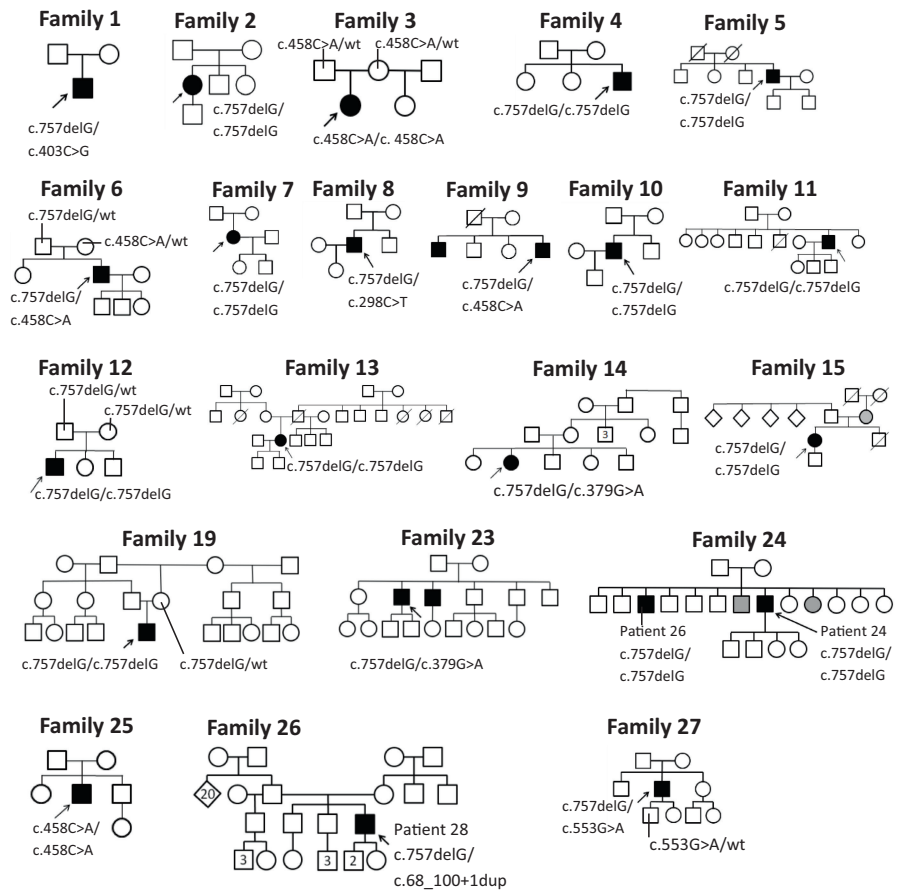 Family 1
Family 2
Family 3
Family 4
Family 5
c.458C>A/wt
c.458C>A/wt
c.757delG/
c.403C>G
c.757delG/
c.757delG
c.458C>A/c. 458C>A
c.757delG/c.757delG
c.757delG/
c.757delG
Family 6
Family 7
Family 8
Family 9
Family 10
Family 11
c.757delG/wt
c.458C>A/wt
c.757delG/
c.458C>A
c.757delG/
c.757delG
c.757delG/
c.298C>T
c.757delG/
c.458C>A
c.757delG/
c.757delG
c.757delG/c.757delG
Family 12
Family 13
Family 14
Family 15
c.757delG/wt
c.757delG/wt
c.757delG/c.757delG
c.757delG/c.757delG
3
c.757delG/c.379G>A
c.757delG/
c.757delG
Family 19
Family 23
Family 24
c.757delG/c.757delG
c.757delG/wt
c.757delG/c.379G>A
Patient 26
c.757delG/
c.757delG
Patient 24
c.757delG/
c.757delG
Family 25
Family 26
Family 27
c.458C>A/
c.458C>A
20
3
3
2
Patient 28
c.757delG/
c.68_100+1dup
c.757delG/
c.553G>A
c.553G>A/wt